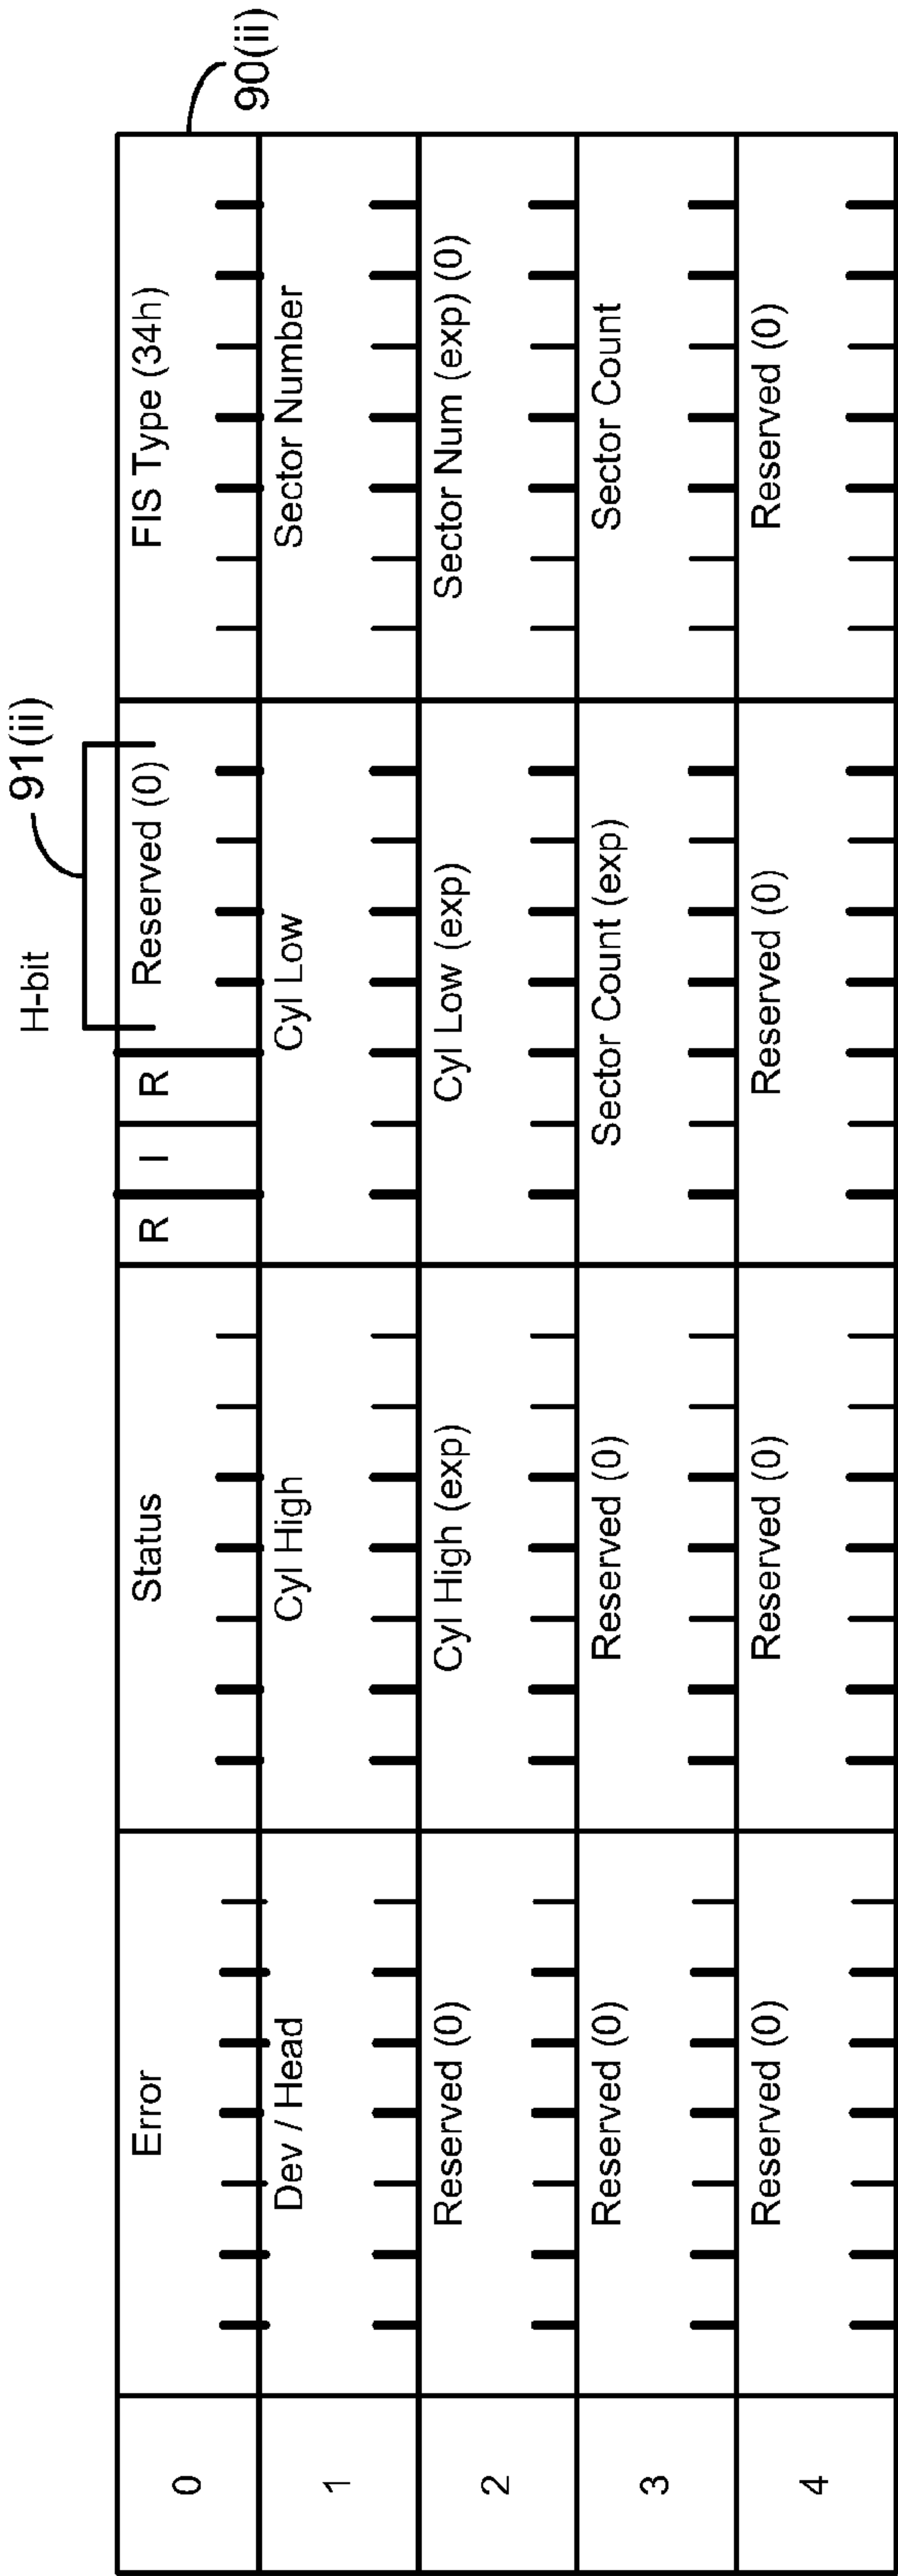 H-bit 91(ii)
90(ii)
0 Error Status R I R Reserved (0) FIS Type (34h)
1 Dev / Head Cyl High Cyl Low Sector Number
2 Reserved (0) Cyl High (exp) Cyl Low (exp) Sector Num (exp) (0)
3 Reserved (0) Reserved (0) Sector Count (exp) Sector Count
4 Reserved (0) Reserved (0) Reserved (0) Reserved (0)